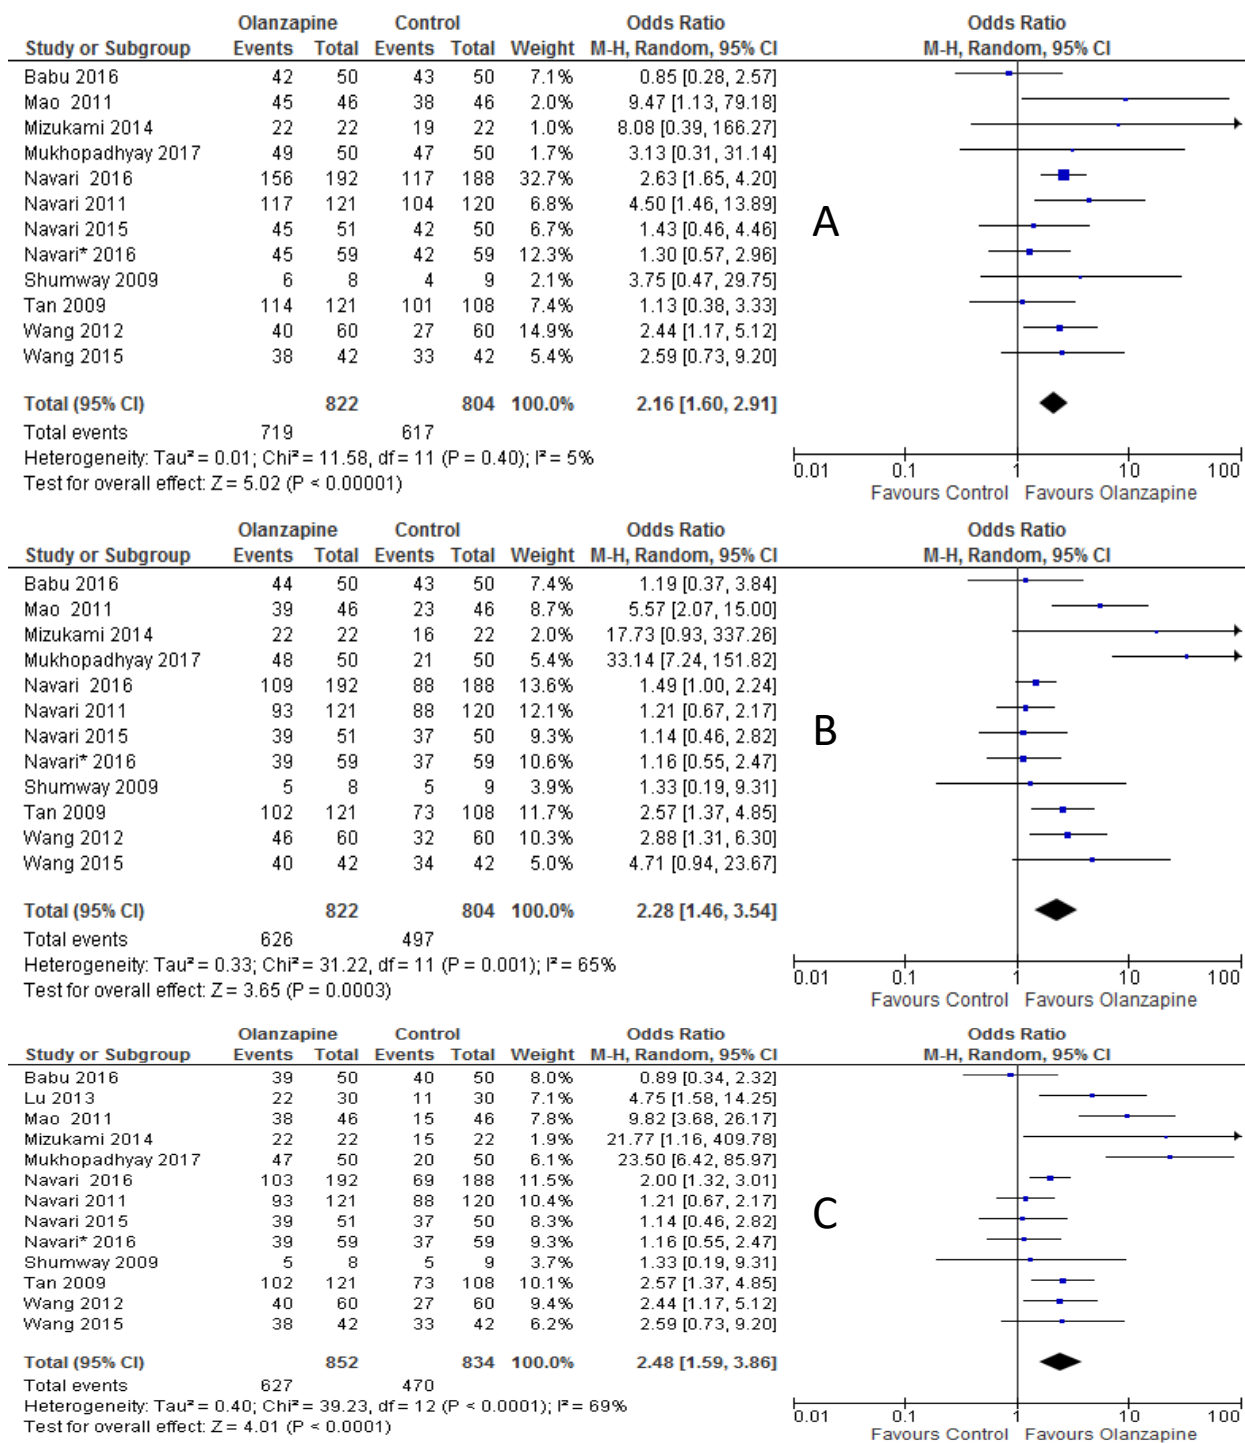 Olanzapine Control Odds Ratio Odds Ratio
Study or Subgroup Events Total Events Total Weight M-H, Random, 95% CI M-H, Random, 95% CI
Babu 2016 42 50 43 50 7.1% 0.85 [0.28, 2.57]
Mao 2011 45 46 38 46 2.0% 9.47 [1.13, 79.18]
Mizukami 2014 22 22 19 22 1.0% 8.08 [0.39, 166.27]
Mukhopadhyay 2017 49 50 47 50 1.7% 3.13 [0.31, 31.14]
Navari 2016 156 192 117 188 32.7% 2.63 [1.65, 4.20]
Navari 2011 117 121 104 120 6.8% 4.50 [1.46, 13.89]
Navari 2015 45 51 42 50 6.7% 1.43 [0.46, 4.46]
A
Navari* 2016 45 59 42 59 12.3% 1.30 [0.57, 2.96]
Shumway 2009 6 8 4 9 2.1% 3.75 [0.47, 29.75]
Tan 2009 114 121 101 108 7.4% 1.13 [0.38, 3.33]
Wang 2012 40 60 27 60 14.9% 2.44 [1.17, 5.12]
Wang 2015 38 42 33 42 5.4% 2.59 [0.73, 9.20]
Total (95% CI) 822 804 100.0% 2.16 [1.60, 2.91]
Total events 719 617
Heterogeneity: Tau² = 0.01; Chi² = 11.58, df = 11 (P = 0.40); I² = 5%
Test for overall effect: Z = 5.02 (P < 0.00001)
0.01 0.1 1 10 100
Favours Control Favours Olanzapine
Olanzapine Control Odds Ratio Odds Ratio
Study or Subgroup Events Total Events Total Weight M-H, Random, 95% CI M-H, Random, 95% CI
Babu 2016 44 50 43 50 7.4% 1.19 [0.37, 3.84]
Mao 2011 39 46 23 46 8.7% 5.57 [2.07, 15.00]
Mizukami 2014 22 22 16 22 2.0% 17.73 [0.93, 337.26]
Mukhopadhyay 2017 48 50 21 50 5.4% 33.14 [7.24, 151.82]
Navari 2016 109 192 88 188 13.6% 1.49 [1.00, 2.24]
Navari 2011 93 121 88 120 12.1% 1.21 [0.67, 2.17]
Navari 2015 39 51 37 50 9.3% 1.14 [0.46, 2.82]
B
Navari* 2016 39 59 37 59 10.6% 1.16 [0.55, 2.47]
Shumway 2009 5 8 5 9 3.9% 1.33 [0.19, 9.31]
Tan 2009 102 121 73 108 11.7% 2.57 [1.37, 4.85]
Wang 2012 46 60 32 60 10.3% 2.88 [1.31, 6.30]
Wang 2015 40 42 34 42 5.0% 4.71 [0.94, 23.67]
Total (95% CI) 822 804 100.0% 2.28 [1.46, 3.54]
Total events 626 497
Heterogeneity: Tau² = 0.33; Chi² = 31.22, df = 11 (P = 0.001); I² = 65%
Test for overall effect: Z = 3.65 (P = 0.0003)
0.01 0.1 1 10 100
Favours Control Favours Olanzapine
Olanzapine Control Odds Ratio Odds Ratio
Study or Subgroup Events Total Events Total Weight M-H, Random, 95% CI M-H, Random, 95% CI
Babu 2016 39 50 40 50 8.0% 0.89 [0.34, 2.32]
Lu 2013 22 30 11 30 7.1% 4.75 [1.58, 14.25]
Mao 2011 38 46 15 46 7.8% 9.82 [3.68, 26.17]
Mizukami 2014 22 22 15 22 1.9% 21.77 [1.16, 409.78]
Mukhopadhyay 2017 47 50 20 50 6.1% 23.50 [6.42, 85.97]
Navari 2016 103 192 69 188 11.5% 2.00 [1.32, 3.01]
Navari 2011 93 121 88 120 10.4% 1.21 [0.67, 2.17]
Navari 2015 39 51 37 50 8.3% 1.14 [0.46, 2.82]
C
Navari* 2016 39 59 37 59 9.3% 1.16 [0.55, 2.47]
Shumway 2009 5 8 5 9 3.7% 1.33 [0.19, 9.31]
Tan 2009 102 121 73 108 10.1% 2.57 [1.37, 4.85]
Wang 2012 40 60 27 60 9.4% 2.44 [1.17, 5.12]
Wang 2015 38 42 33 42 6.2% 2.59 [0.73, 9.20]
Total (95% CI) 852 834 100.0% 2.48 [1.59, 3.86]
Total events 627 470
Heterogeneity: Tau² = 0.40; Chi² = 39.23, df = 12 (P < 0.0001); I² = 69%
Test for overall effect: Z = 4.01 (P < 0.0001)
0.01 0.1 1 10 100
Favours Control Favours Olanzapine